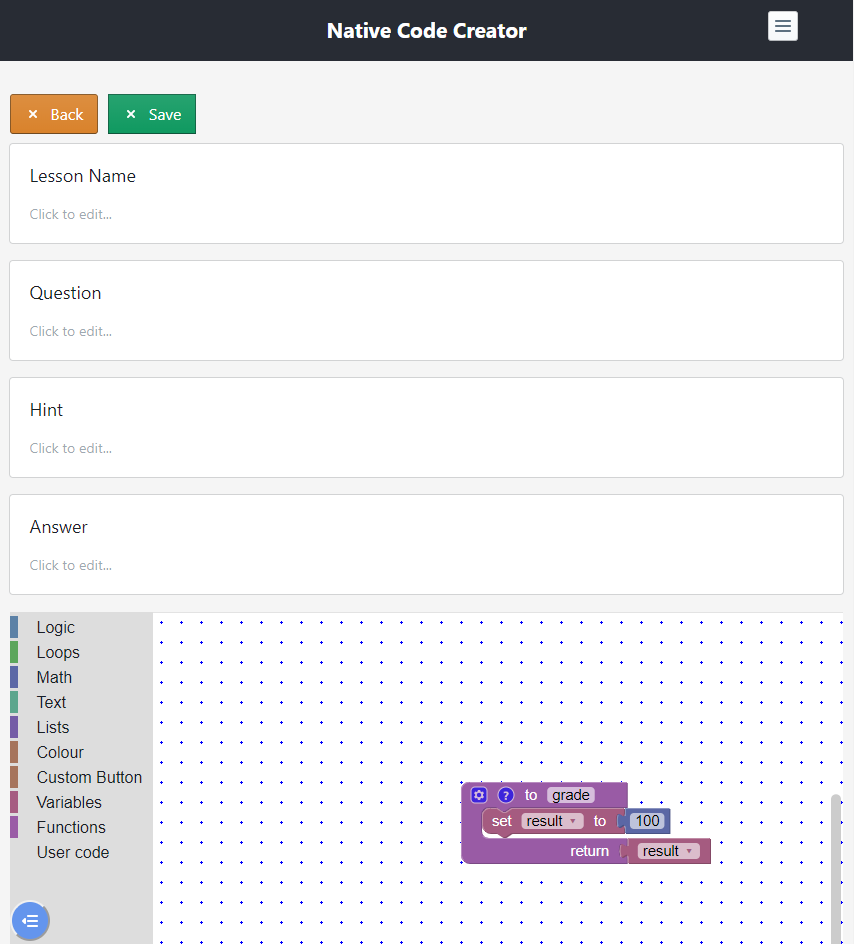 Native Code Creator
× Back × Save
Lesson Name
Click to edit...
Question
Click to edit...
Hint
Click to edit...
Answer
Click to edit...
Logic
Loops
Math
Text
Lists
Colour
Custom Button
Variables
Functions
User code
? to grade
set result to 100
return result